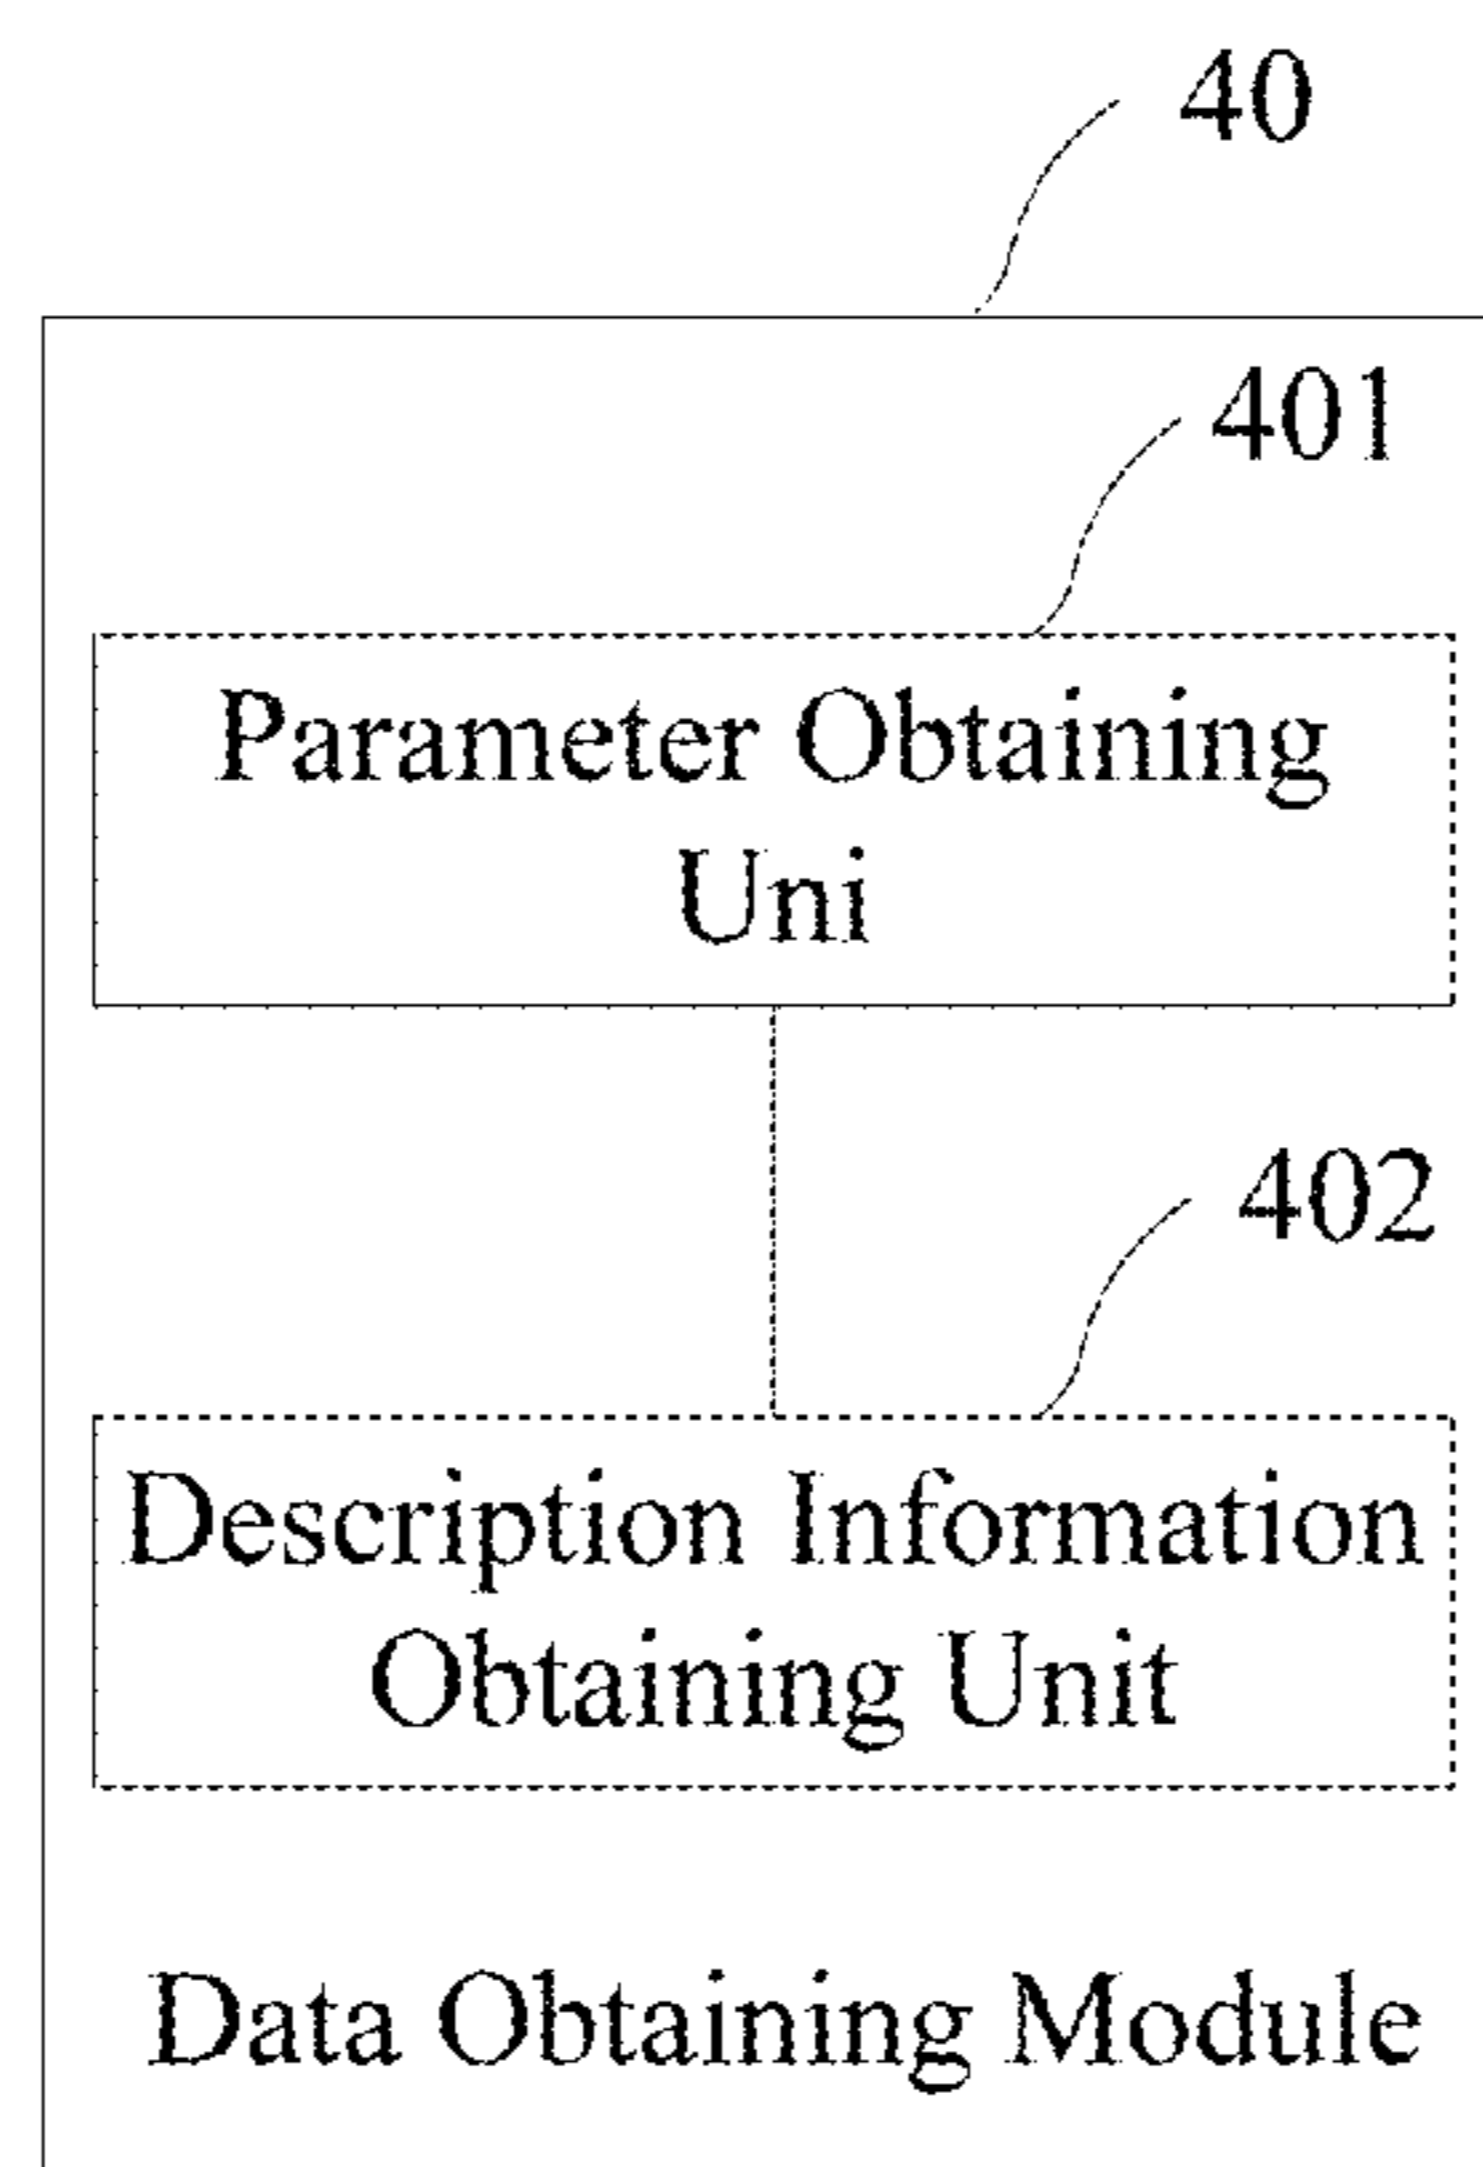 40
401
Parameter Obtaining
Uni
402
Description Information
Obtaining Unit
Data Obtaining Module